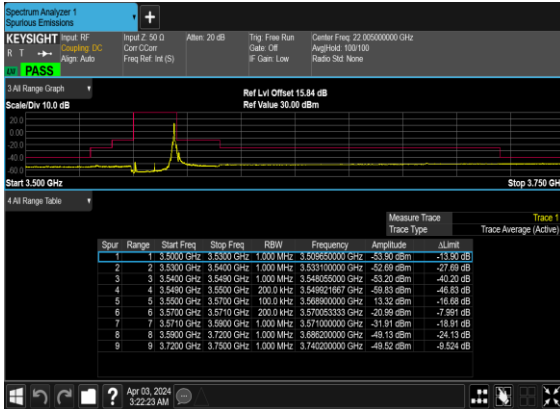 Spectrum Analyzer 1
Spurious Emissions
+
KEYSIGHT Input: RF Input Z: 50 Ω Atten: 20 dB Trig: Free Run Center Freq: 22.005000000 GHz
R T Coupling: DC Corr CCorr Gate: Off Avg|Hold: 100/100
Align: Auto Freq Ref: Int (S) IF Gain: Low Radio Std: None
PASS
3 All Range Graph Ref Lvl Offset 15.84 dB
Scale/Div 10.0 dB Ref Value 30.00 dBm
20.0
0.00
-20.0
-40.0
-60.0
Start 3.500 GHz Stop 3.750 GH
4 All Range Table
Measure Trace Trace 1
Trace Type Trace Average (Active)
Spur Range Start Freq Stop Freq RBW Frequency Amplitude ΔLimit
1 1 3.5000 GHz 3.5300 GHz 1.000 MHz 3.509650000 GHz -53.90 dBm -13.90 dB
2 2 3.5300 GHz 3.5400 GHz 1.000 MHz 3.533100000 GHz -52.69 dBm -27.69 dB
3 3 3.5400 GHz 3.5490 GHz 1.000 MHz 3.548055000 GHz -53.20 dBm -40.20 dB
4 4 3.5490 GHz 3.5500 GHz 200.0 kHz 3.549921667 GHz -59.83 dBm -46.83 dB
5 5 3.5500 GHz 3.5700 GHz 100.0 kHz 3.568900000 GHz 13.32 dBm -16.68 dB
6 6 3.5700 GHz 3.5710 GHz 200.0 kHz 3.570053333 GHz -20.99 dBm -7.991 dB
7 7 3.5710 GHz 3.5900 GHz 1.000 MHz 3.571000000 GHz -31.91 dBm -18.91 dB
8 8 3.5900 GHz 3.7200 GHz 1.000 MHz 3.686200000 GHz -49.13 dBm -24.13 dB
9 9 3.7200 GHz 3.7500 GHz 1.000 MHz 3.740200000 GHz -49.52 dBm -9.524 dB
? Apr 03, 2024
3:22:23 AM